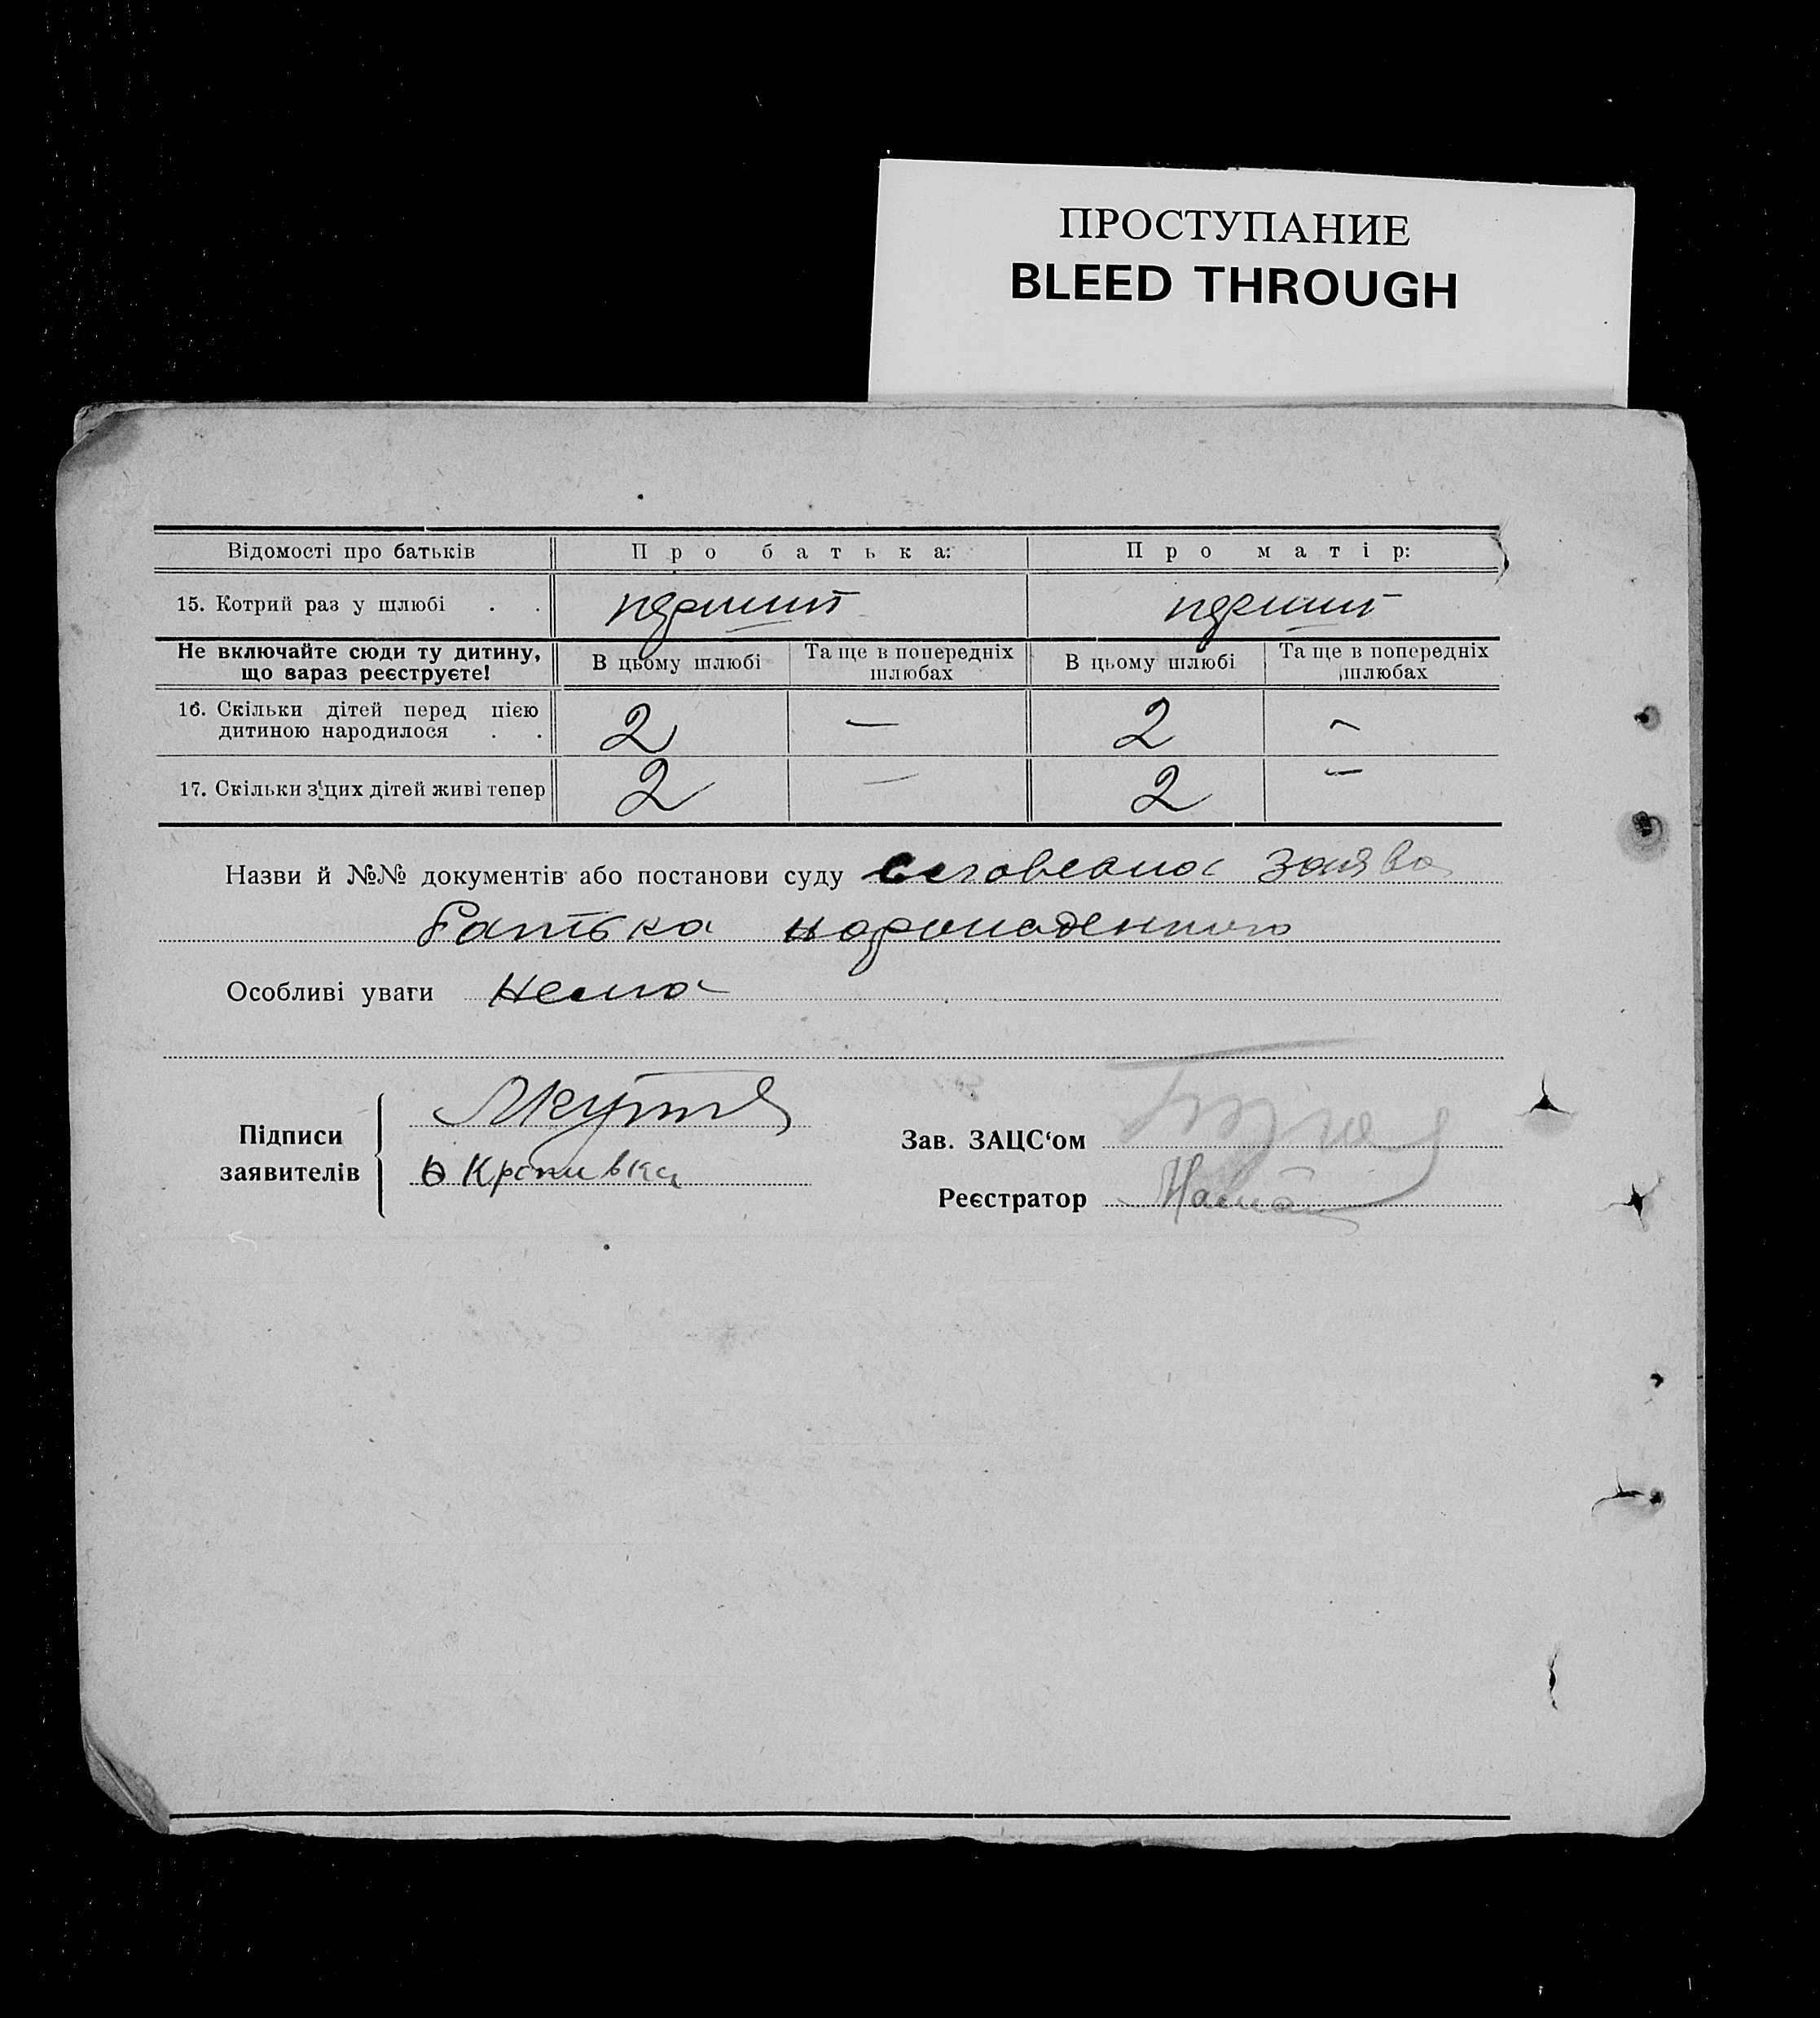 ПРОСТУПАНИЕ
BLEED THROUGH
Відомості про батьків Про батька: Про матір:
15. Котрий раз у шлюбі . . перший перший
Не включайте сюди ту дитину, що зараз реєструєте! В цьому шлюбі Та ще в попередніх шлюбах В цьому шлюбі Та ще в попередніх шлюбах
16. Скільки дітей перед цією дитиною народилося . . 2 — 2 —
17. Скільки з цих дітей живі тепер 2 — 2 —
Назви й №№ документів або постанови суду словесна заява
батька народженного
Особливі уваги нема
Підписи заявителів
Кропивка
Зав. ЗАЦС‘ом
Реєстратор